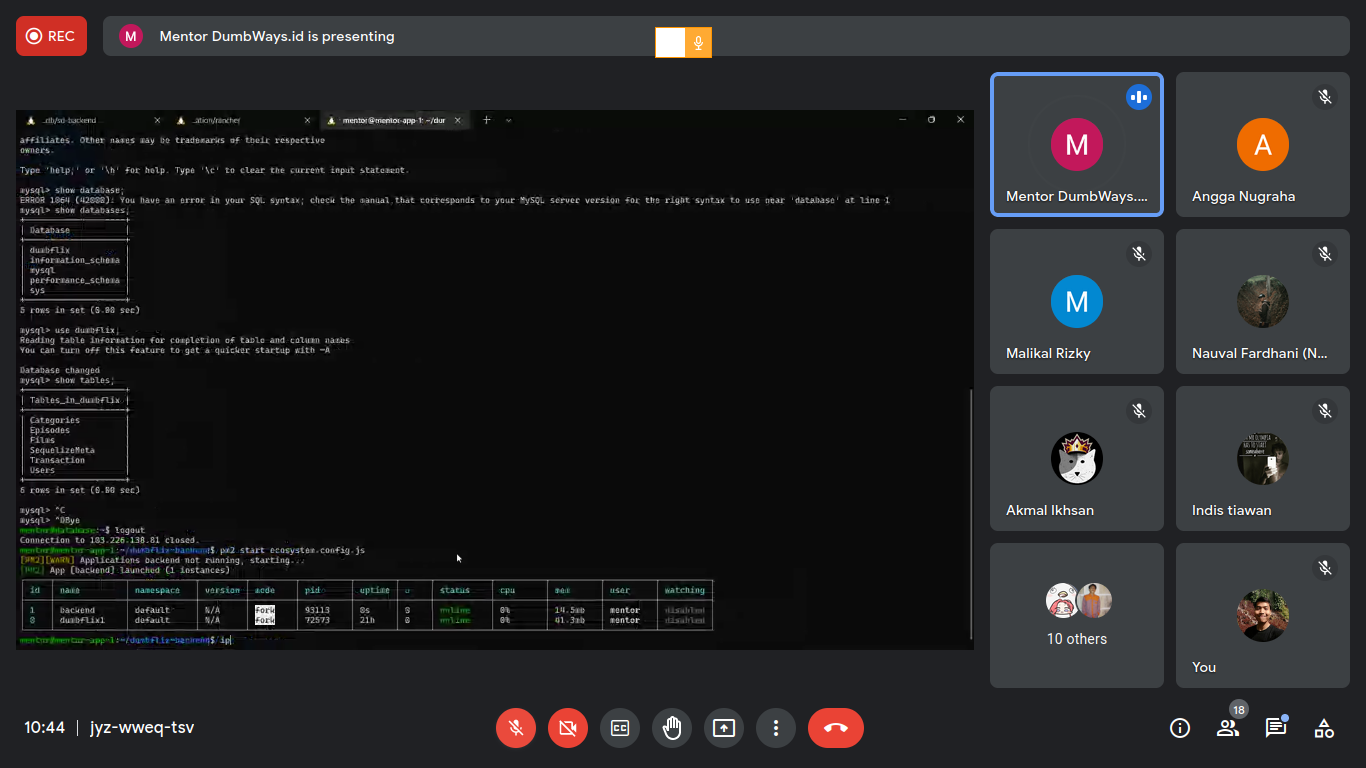 REC
M
Mentor DumbWays.id is presenting
...db/sd-backend
...ation/rancher
mentor@mentor-app-1: ~/dur
affiliates. Other names may be trademarks of their respective
owners.
Type 'help;' or '\h' for help. Type '\c' to clear the current input statement.
mysql> show database;
ERROR 1064 (42000): You have an error in your SQL syntax; check the manual that corresponds to your MySQL server version for the right syntax to use near 'database' at line 1
mysql> show databases;
Database
dumbflix
information_schema
mysql
performance_schema
sys
5 rows in set (0.00 sec)
mysql> use dumbflix;
Reading table information for completion of table and column names
You can turn off this feature to get a quicker startup with -A
Database changed
mysql> show tables;
Tables_in_dumbflix
Categories
Episodes
Films
SequelizeMeta
Transaction
Users
6 rows in set (0.00 sec)
mysql> ^C
mysql> ^DBye
mentor@database:~$ logout
Connection to 103.226.138.81 closed.
mentor@mentor-app-1:~/dumbflix-backend$ pm2 start ecosystem.config.js
[PM2][WARN] Applications backend not running, starting...
[PM2] App [backend] launched (1 instances)
id name namespace version mode pid uptime status cpu mem user watching
1 backend default N/A fork 93113 0s 0 online 0% 14.5mb mentor disabled
0 dumbflix1 default N/A fork 72573 21h 0 online 0% 41.3mb mentor disabled
mentor@mentor-app-1:~/dumbflix-backend$ ip
M
Mentor DumbWays....
A
Angga Nugraha
M
Malikal Rizky
Nauval Fardhani (N...
Akmal Ikhsan
Indis tiawan
10 others
You
10:44
jyz-wweq-tsv
CC
18